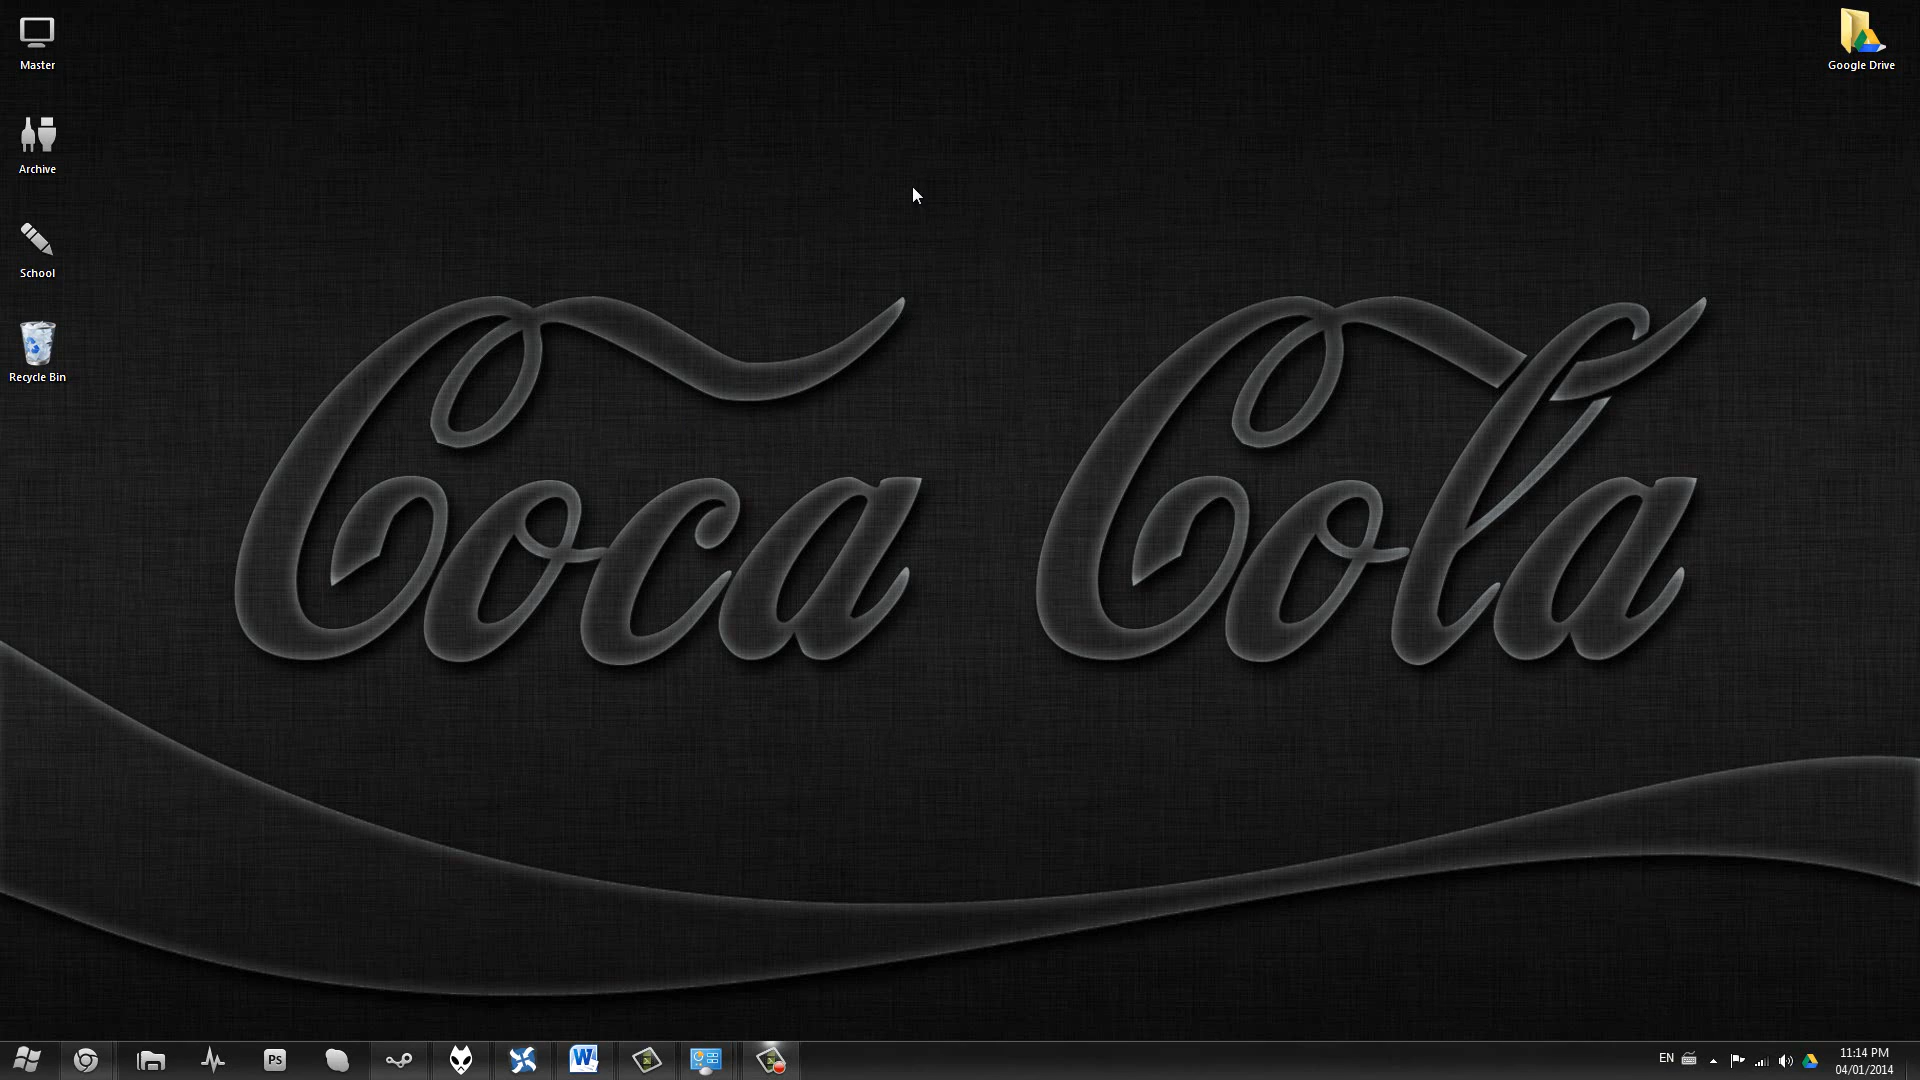 Master
Google Drive
Archive
School
Recycle Bin
Coca Cola
PS
W
EN
11:14 PM
04/01/2014